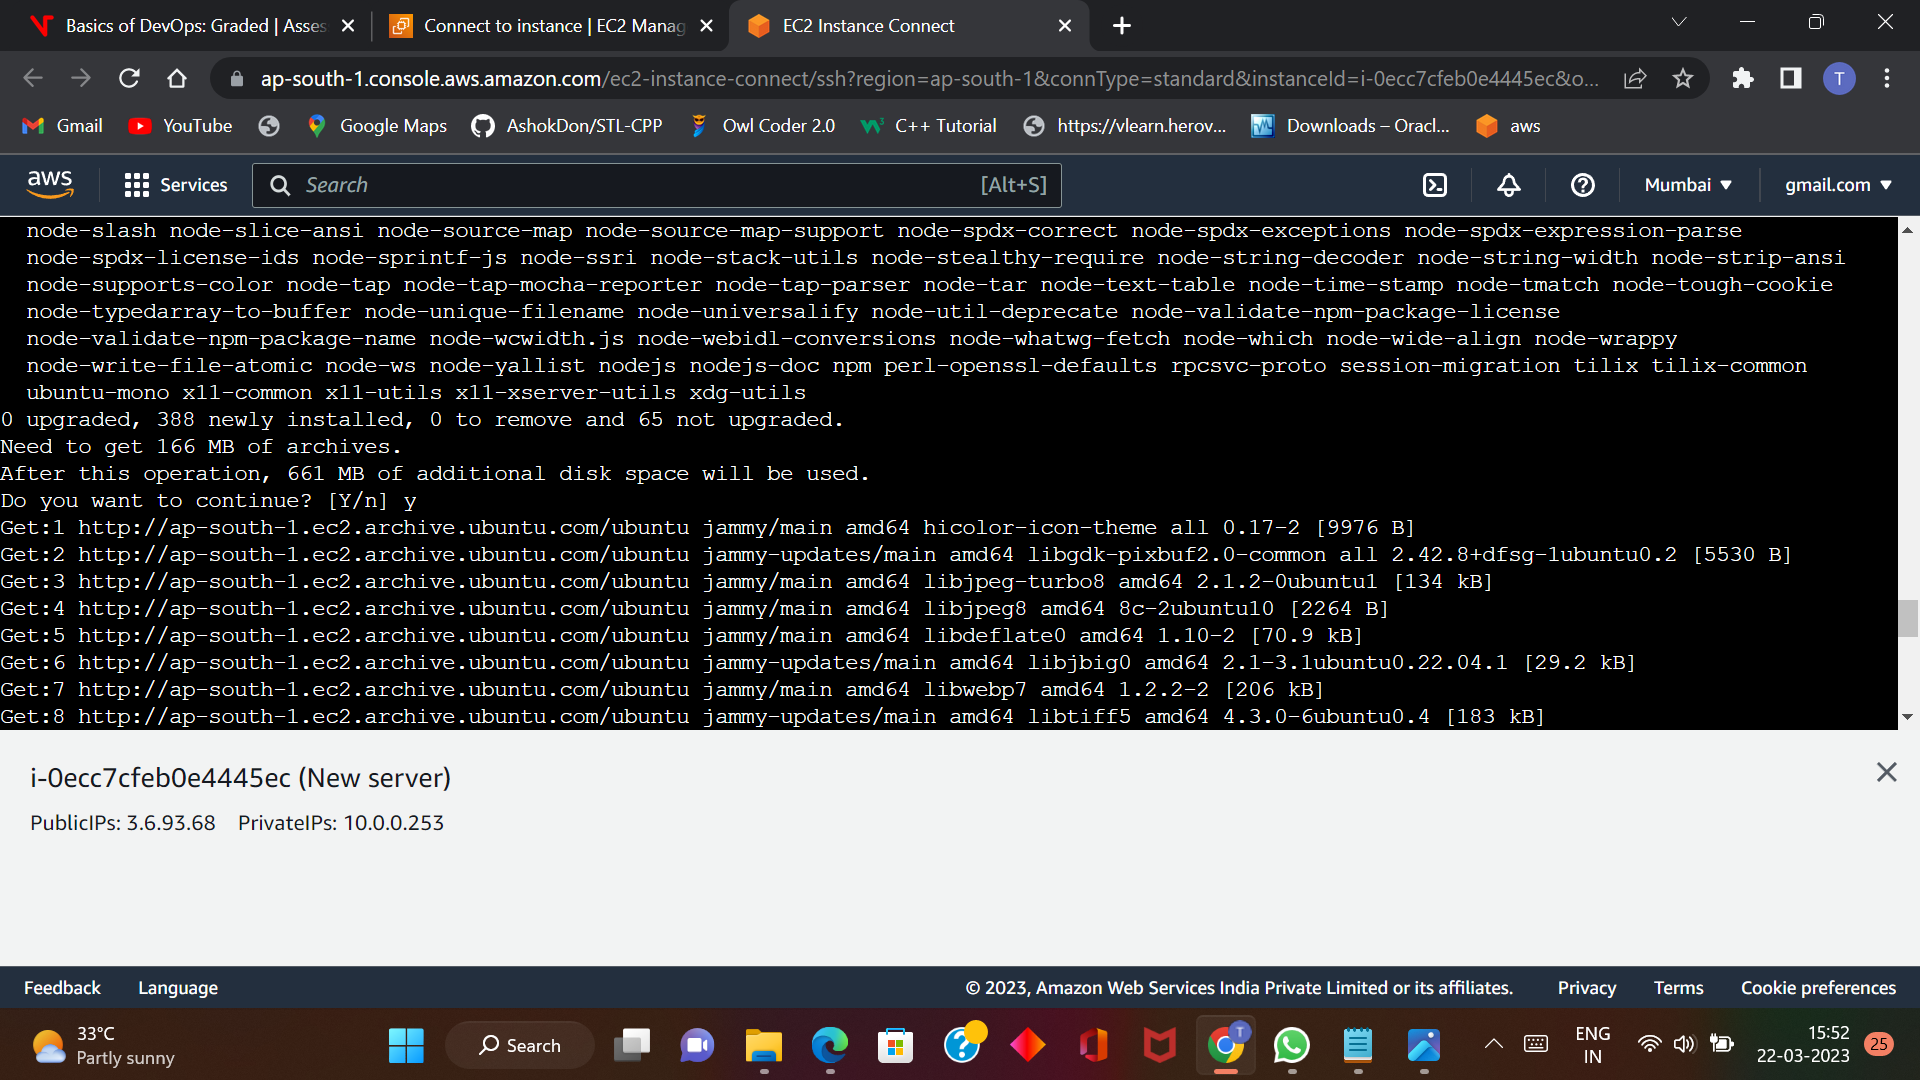 Basics of DevOps: Graded | Asses
Connect to instance | EC2 Manag
EC2 Instance Connect
ap-south-1.console.aws.amazon.com/ec2-instance-connect/ssh?region=ap-south-1&connType=standard&instanceId=i-0ecc7cfeb0e4445ec&o...
T
Gmail
YouTube
Google Maps
AshokDon/STL-CPP
Owl Coder 2.0
C++ Tutorial
https://vlearn.herov...
Downloads – Oracl...
aws
aws
Services
Search
[Alt+S]
Mumbai
gmail.com
node-slash node-slice-ansi node-source-map node-source-map-support node-spdx-correct node-spdx-exceptions node-spdx-expression-parse
node-spdx-license-ids node-sprintf-js node-ssri node-stack-utils node-stealthy-require node-string-decoder node-string-width node-strip-ansi
node-supports-color node-tap node-tap-mocha-reporter node-tap-parser node-tar node-text-table node-time-stamp node-tmatch node-tough-cookie
node-typedarray-to-buffer node-unique-filename node-universalify node-util-deprecate node-validate-npm-package-license
node-validate-npm-package-name node-wcwidth.js node-webidl-conversions node-whatwg-fetch node-which node-wide-align node-wrappy
node-write-file-atomic node-ws node-yallist nodejs nodejs-doc npm perl-openssl-defaults rpcsvc-proto session-migration tilix tilix-common
ubuntu-mono x11-common x11-utils x11-xserver-utils xdg-utils
0 upgraded, 388 newly installed, 0 to remove and 65 not upgraded.
Need to get 166 MB of archives.
After this operation, 661 MB of additional disk space will be used.
Do you want to continue? [Y/n] y
Get:1 http://ap-south-1.ec2.archive.ubuntu.com/ubuntu jammy/main amd64 hicolor-icon-theme all 0.17-2 [9976 B]
Get:2 http://ap-south-1.ec2.archive.ubuntu.com/ubuntu jammy-updates/main amd64 libgdk-pixbuf2.0-common all 2.42.8+dfsg-1ubuntu0.2 [5530 B]
Get:3 http://ap-south-1.ec2.archive.ubuntu.com/ubuntu jammy/main amd64 libjpeg-turbo8 amd64 2.1.2-0ubuntu1 [134 kB]
Get:4 http://ap-south-1.ec2.archive.ubuntu.com/ubuntu jammy/main amd64 libjpeg8 amd64 8c-2ubuntu10 [2264 B]
Get:5 http://ap-south-1.ec2.archive.ubuntu.com/ubuntu jammy/main amd64 libdeflate0 amd64 1.10-2 [70.9 kB]
Get:6 http://ap-south-1.ec2.archive.ubuntu.com/ubuntu jammy-updates/main amd64 libjbig0 amd64 2.1-3.1ubuntu0.22.04.1 [29.2 kB]
Get:7 http://ap-south-1.ec2.archive.ubuntu.com/ubuntu jammy/main amd64 libwebp7 amd64 1.2.2-2 [206 kB]
Get:8 http://ap-south-1.ec2.archive.ubuntu.com/ubuntu jammy-updates/main amd64 libtiff5 amd64 4.3.0-6ubuntu0.4 [183 kB]
i-0ecc7cfeb0e4445ec (New server)
PublicIPs: 3.6.93.68 PrivateIPs: 10.0.0.253
Feedback
Language
© 2023, Amazon Web Services India Private Limited or its affiliates.
Privacy
Terms
Cookie preferences
33°C
Partly sunny
Search
T
ENG
IN
15:52
22-03-2023
25